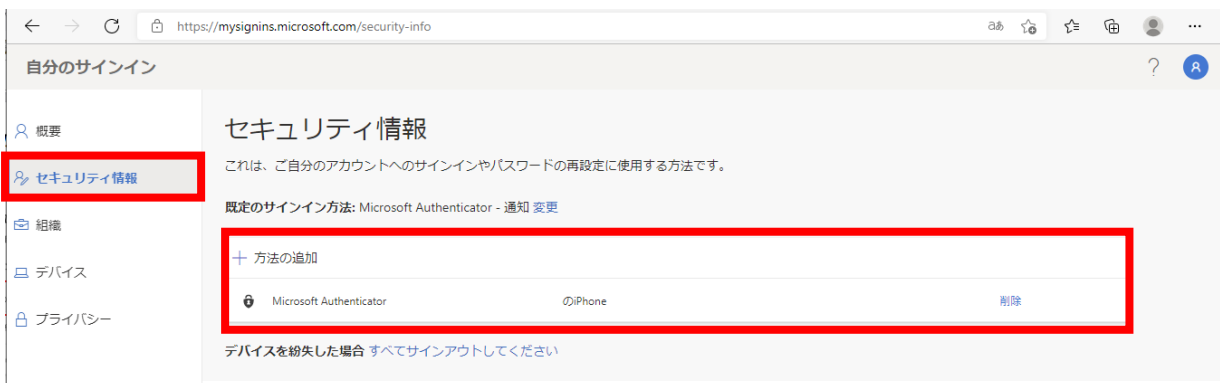 https://mysignins.microsoft.com/security-info
自分のサインイン
?
概要
セキュリティ情報
組織
デバイス
プライバシー
セキュリティ情報
これは、ご自分のアカウントへのサインインやパスワードの再設定に使用する方法です。
既定のサインイン方法: Microsoft Authenticator - 通知 変更
+ 方法の追加
Microsoft Authenticator のiPhone 削除
デバイスを紛失した場合 すべてサインアウトしてください